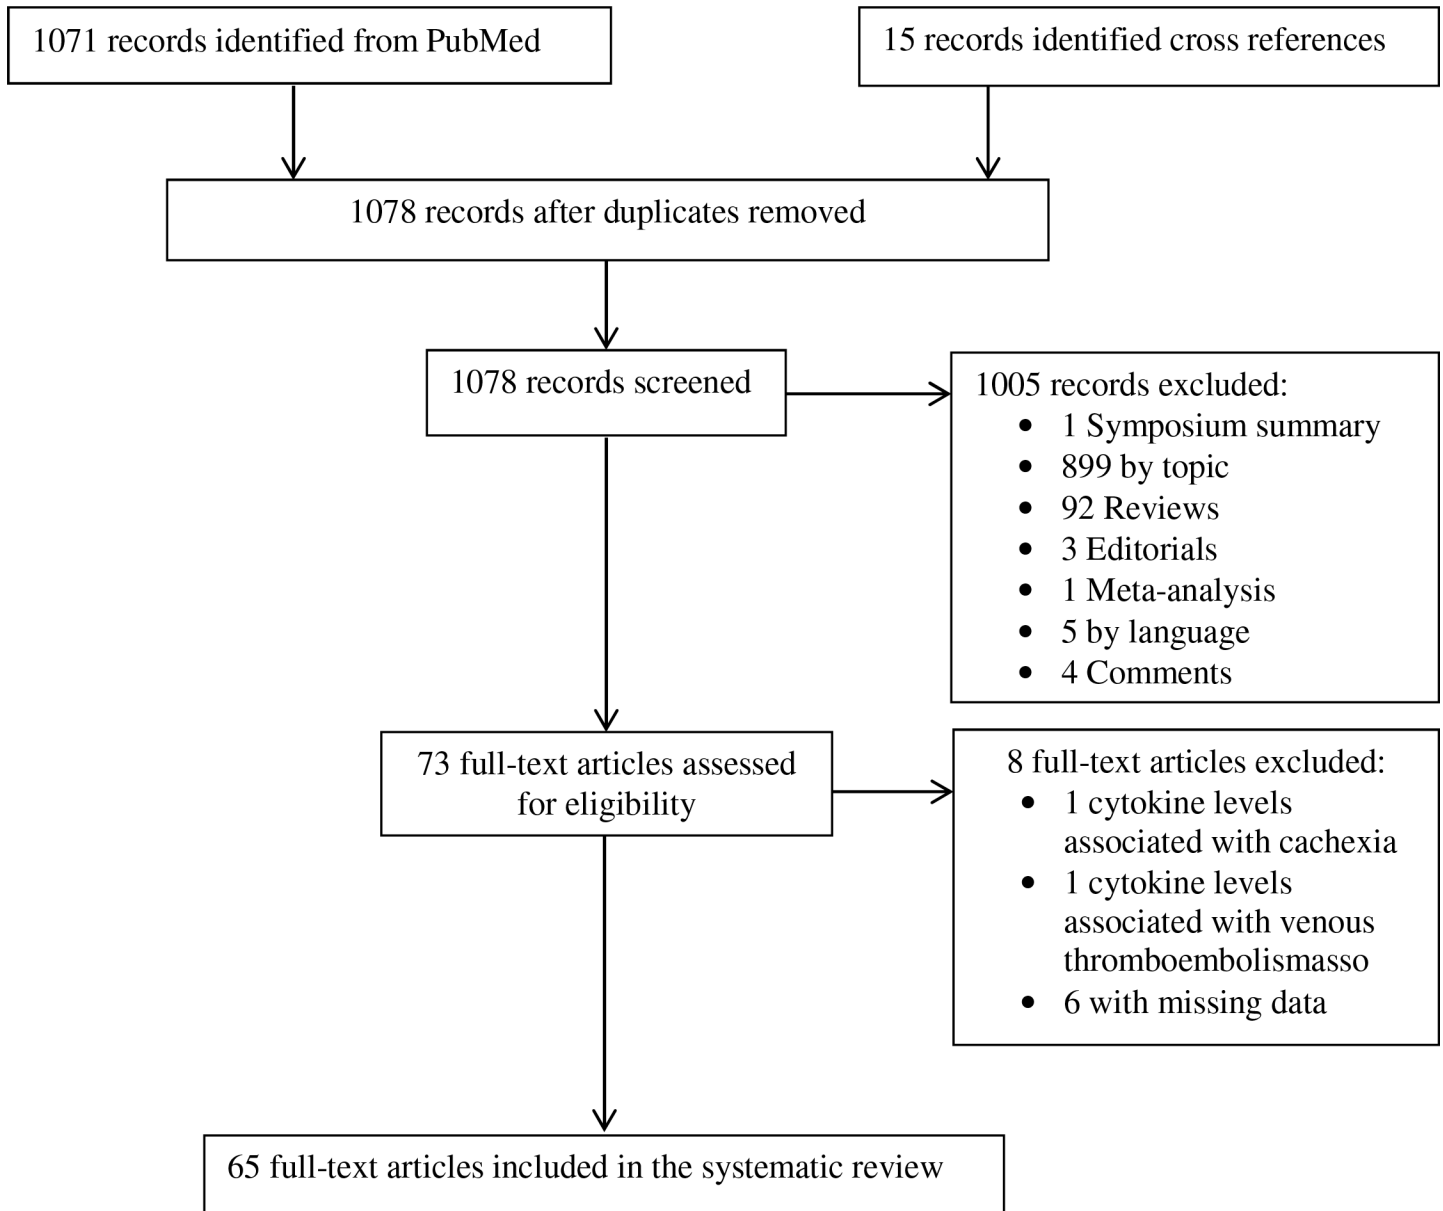 1071 records identified from PubMed
15 records identified cross references
1078 records after duplicates removed
1078 records screened
1005 records excluded:
• 1 Symposium summary
• 899 by topic
• 92 Reviews
• 3 Editorials
• 1 Meta-analysis
• 5 by language
• 4 Comments
73 full-text articles assessed
for eligibility
8 full-text articles excluded:
• 1 cytokine levels
associated with cachexia
• 1 cytokine levels
associated with venous
thromboembolismasso
• 6 with missing data
65 full-text articles included in the systematic review